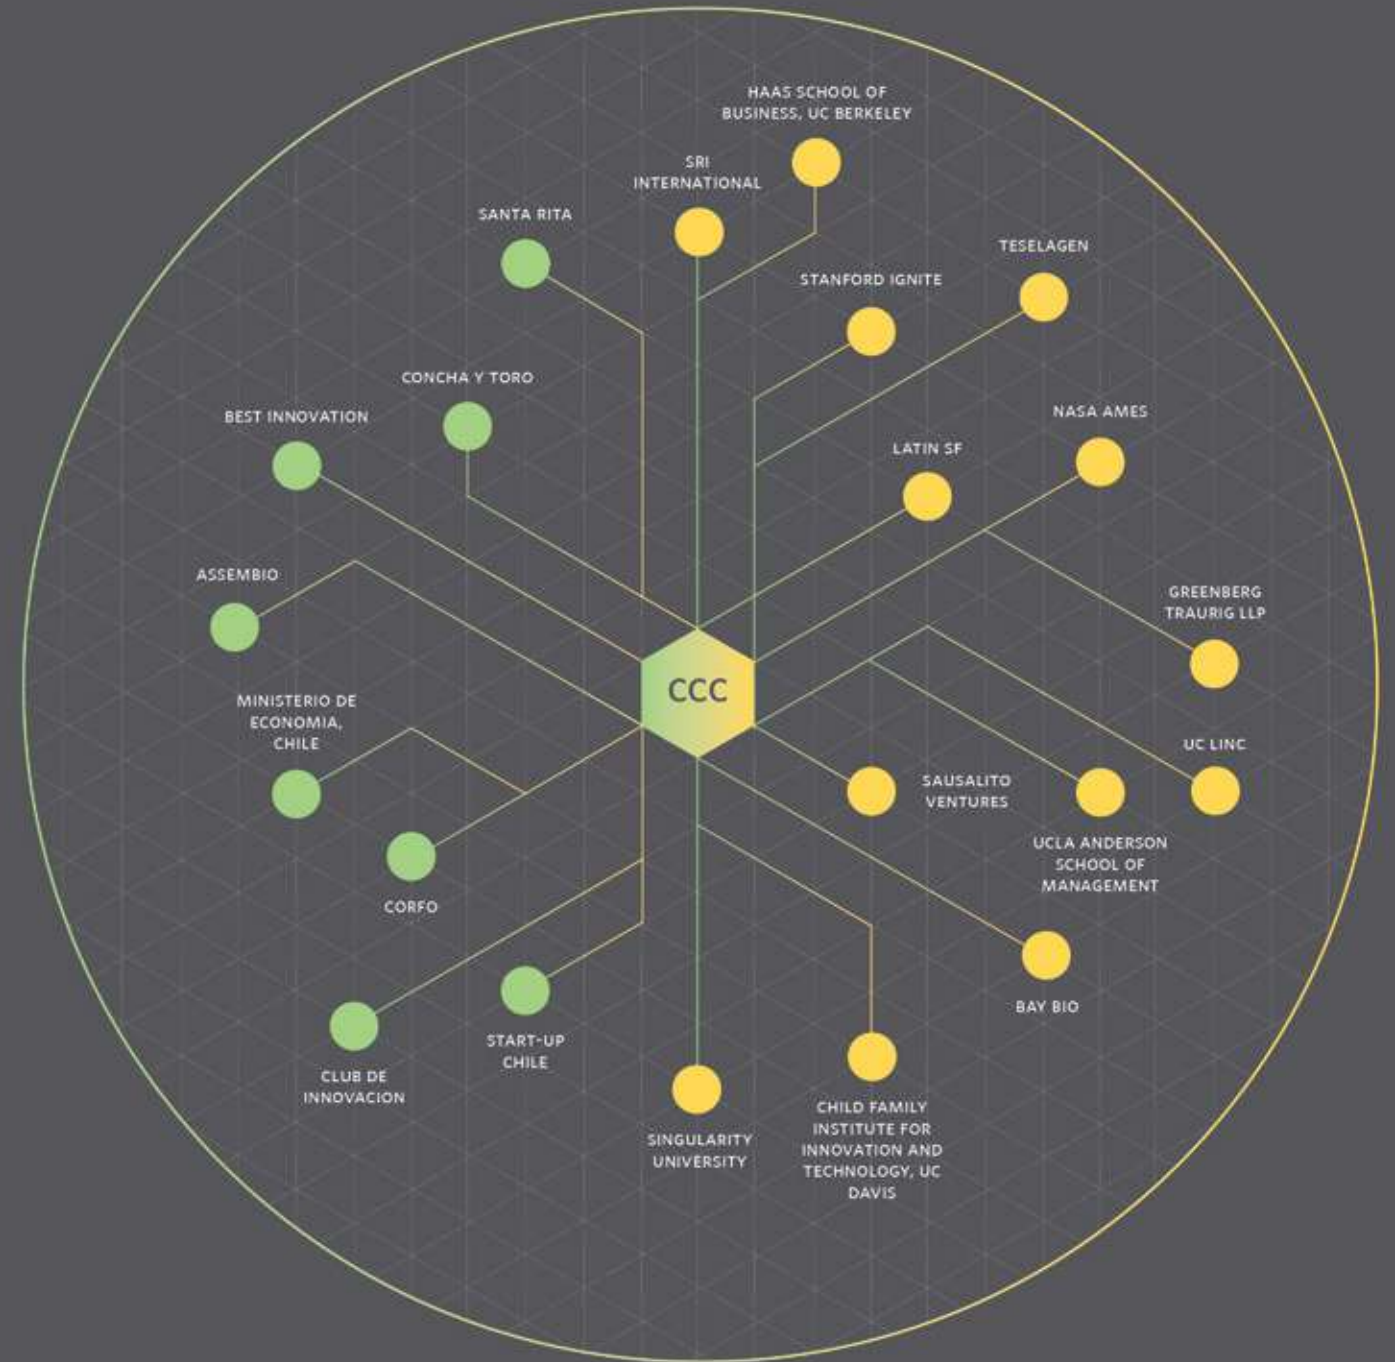 HAAS SCHOOL OF
BUSINESS, UC BERKELEY
SRI
INTERNATIONAL
SANTA RITA
TESELAGEN
STANFORD IGNITE
CONCHA Y TORO
BEST INNOVATION
NASA AMES
LATIN SF
ASSEMBIO
GREENBERG
TRAURIG LLP
CCC
MINISTERIO DE
ECONOMIA,
CHILE
UC LINC
SAUSALITO
VENTURES
UCLA ANDERSON
SCHOOL OF
MANAGEMENT
CORFO
BAY BIO
START-UP
CHILE
CLUB DE
INNOVACION
SINGULARITY
UNIVERSITY
CHILD FAMILY
INSTITUTE FOR
INNOVATION AND
TECHNOLOGY, UC
DAVIS